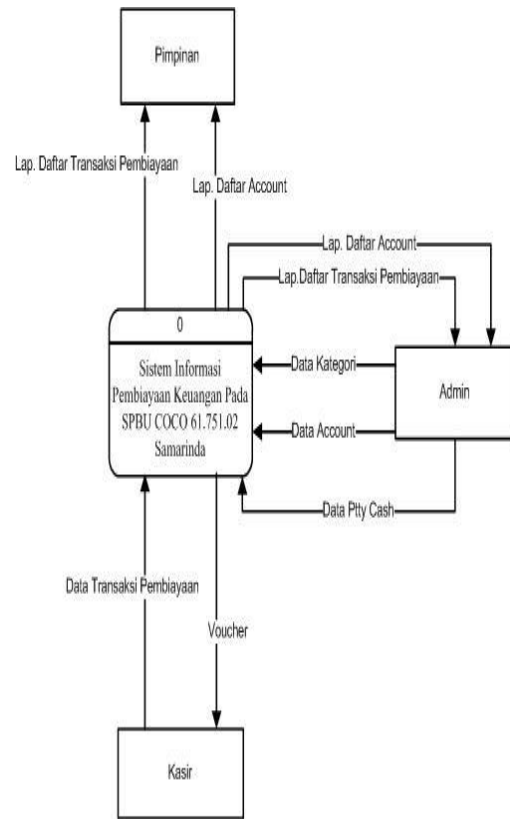 Pimpinan
Lap. Daftar Transaksi Pembiayaan
Lap. Daftar Account
Lap. Daftar Account
Lap.Daftar Transaksi Pembiayaan
0
Sistem Informasi
Pembiayaan Keuangan Pada
SPBU COCO 61.751.02
Samarinda
Data Kategori
Admin
Data Account
Data Ptty Cash
Data Transaksi Pembiayaan
Voucher
Kasir